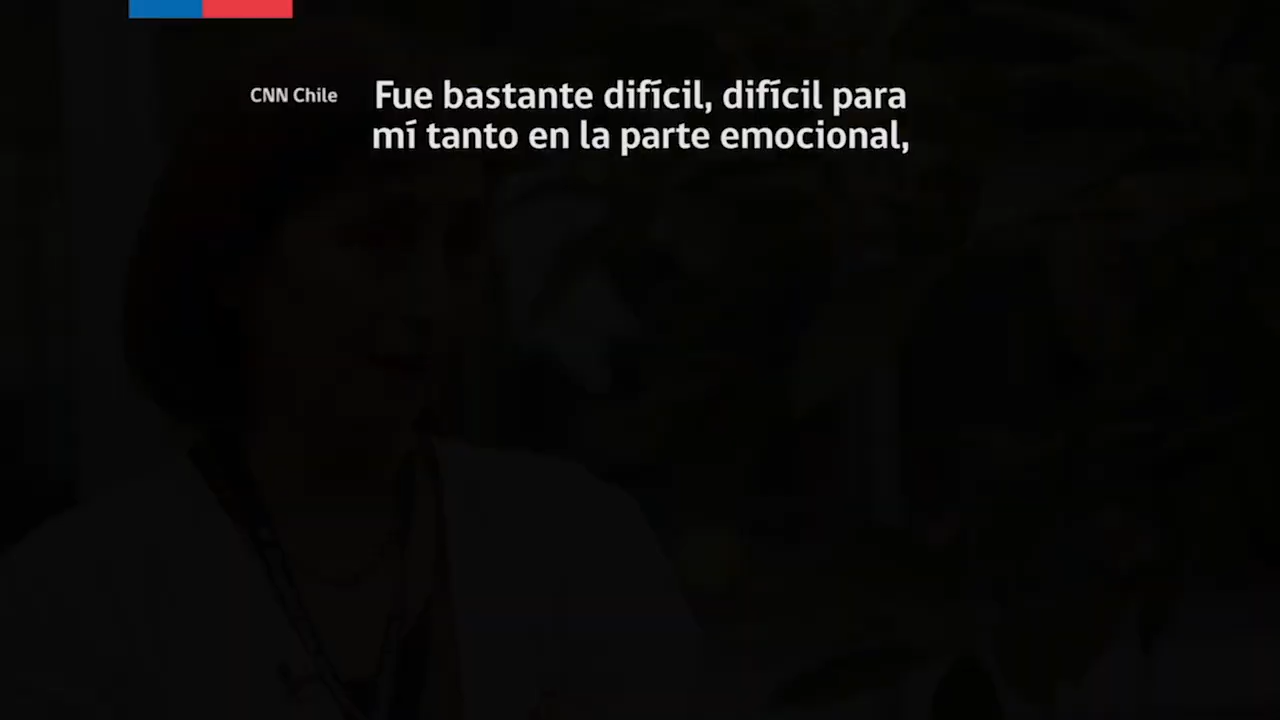 CNN Chile
Fue bastante difícil, difícil para
mí tanto en la parte emocional,